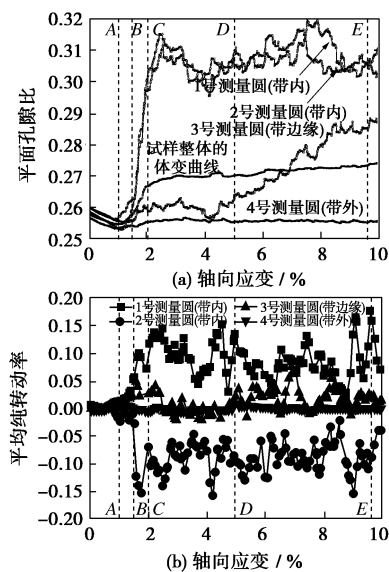 0.32
0.31
0.30
0.29
0.28
0.27
0.26
0.25
平面孔隙比
A
B
C
D
E
1号测量圆(带内)
2号测量圆(带内)
3号测量圆(带边缘)
试样整体的
体变曲线
4号测量圆(带外)
0 2 4 6 8 10
(a) 轴向应变 / %
0.20
0.15
0.10
0.05
0.00
-0.05
-0.10
-0.15
-0.20
平均纯转动率
1号测量圆(带内) 3号测量圆(带边缘)
2号测量圆(带内) 4号测量圆(带外)
A B C D E
0 2 4 6 8 10
(b) 轴向应变 / %